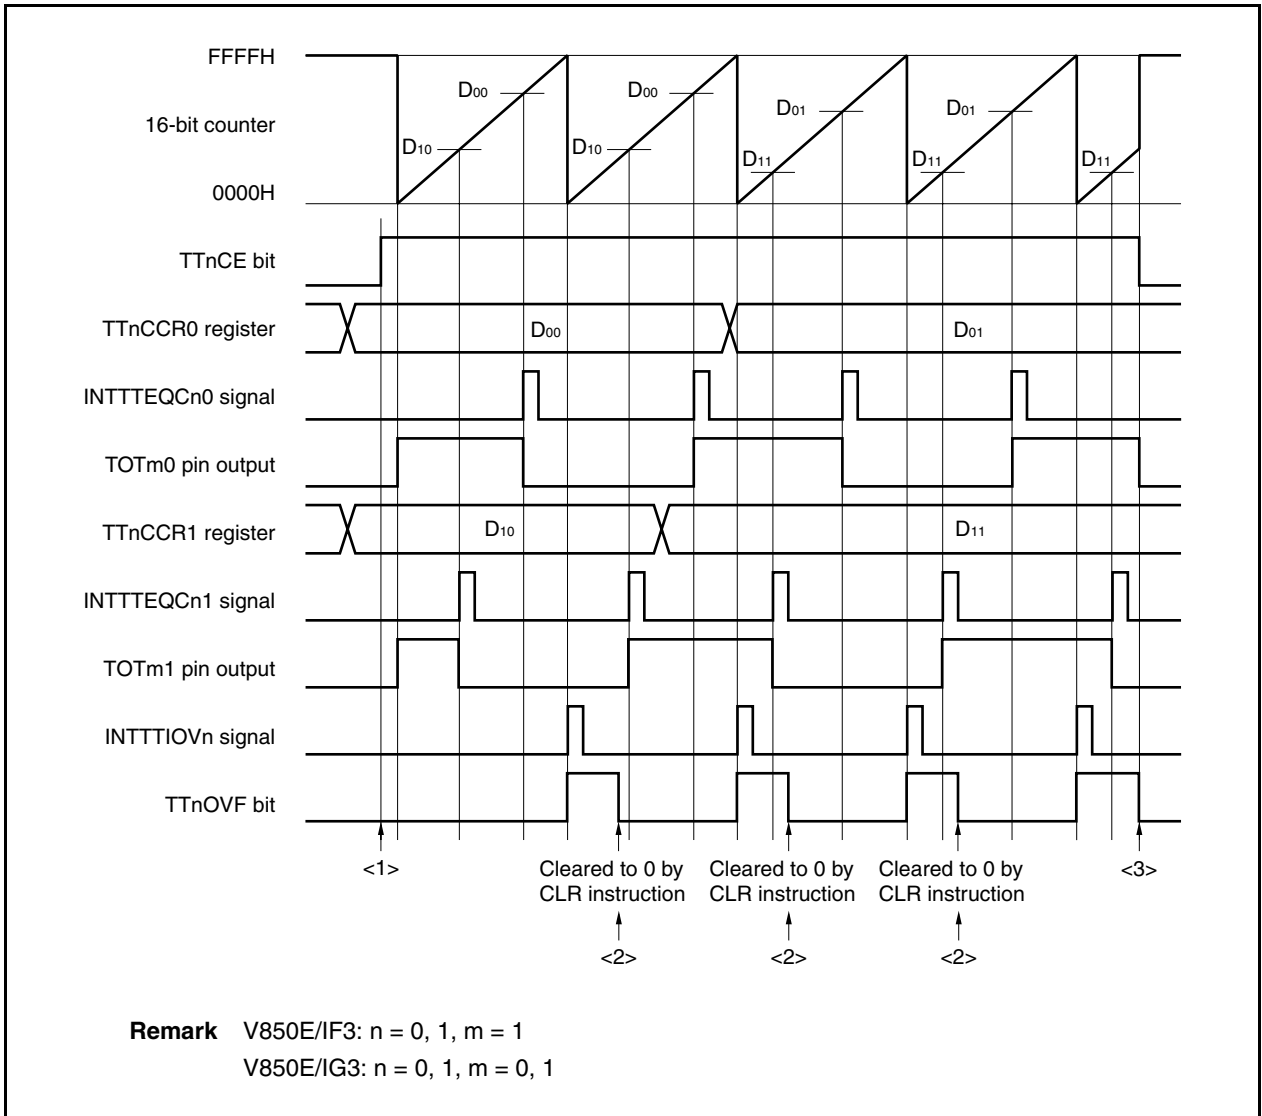 FFFFH
D00 D00 D01 D01
16-bit counter
D10 D10 D11 D11 D11
0000H
TTnCE bit
TTnCCR0 register D00 D01
INTTTEQCn0 signal
TOTm0 pin output
TTnCCR1 register D10 D11
INTTTEQCn1 signal
TOTm1 pin output
INTTTIOVn signal
TTnOVF bit
<1> Cleared to 0 by Cleared to 0 by Cleared to 0 by <3>
CLR instruction CLR instruction CLR instruction
<2> <2> <2>
Remark V850E/IF3: n = 0, 1, m = 1
V850E/IG3: n = 0, 1, m = 0, 1